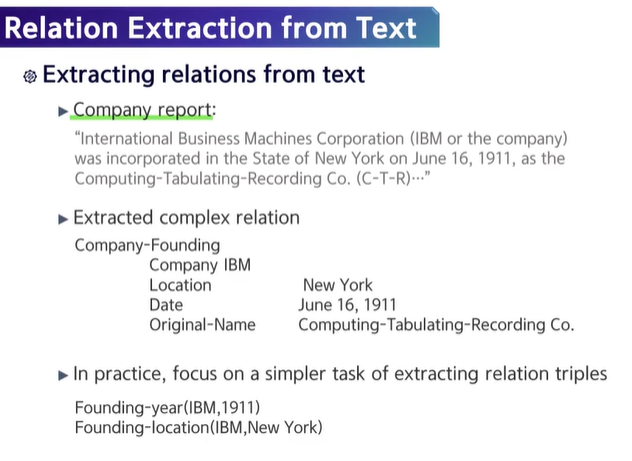 Relation Extraction from Text
Extracting relations from text
Company report:
"International Business Machines Corporation (IBM or the company)
was incorporated in the State of New York on June 16, 1911, as the
Computing-Tabulating-Recording Co. (C-T-R)…"
Extracted complex relation
Company-Founding
Company IBM
Location New York
Date June 16, 1911
Original-Name Computing-Tabulating-Recording Co.
In practice, focus on a simpler task of extracting relation triples
Founding-year(IBM,1911)
Founding-location(IBM,New York)